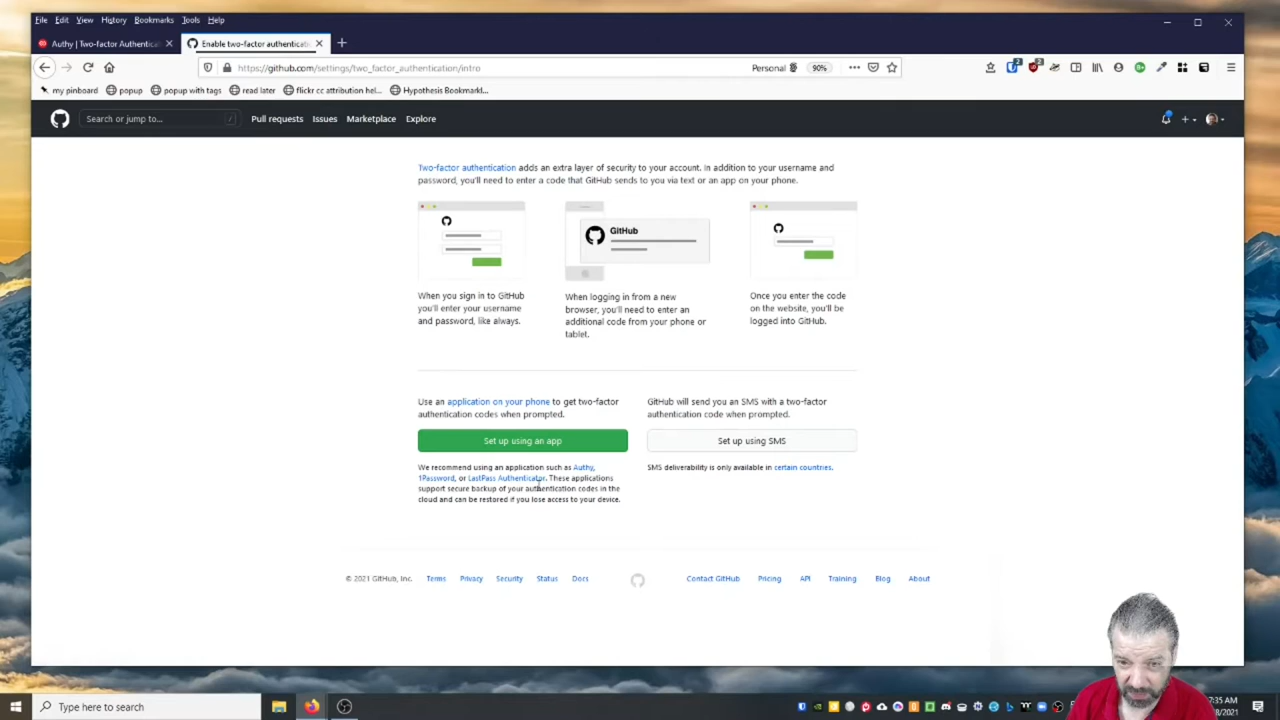 File Edit View History Bookmarks Tools Help
Authy | Two-factor Authentica
Enable two-factor authenticati
https://github.com/settings/two_factor_authentication/intro
Personal
90%
my pinboard
popup
popup with tags
read later
flickr cc attribution hel...
Hypothesis Bookmarkl...
Search or jump to...
/
Pull requests
Issues
Marketplace
Explore
Two-factor authentication adds an extra layer of security to your account. In addition to your username and
password, you'll need to enter a code that GitHub sends to you via text or an app on your phone.
GitHub
When you sign in to GitHub
you'll enter your username
and password, like always.
When logging in from a new
browser, you'll need to enter an
additional code from your phone or
tablet.
Once you enter the code
on the website, you'll be
logged into GitHub.
Use an application on your phone to get two-factor
authentication codes when prompted.
Set up using an app
We recommend using an application such as Authy,
1Password, or LastPass Authenticator. These applications
support secure backup of your authentication codes in the
cloud and can be restored if you lose access to your device.
GitHub will send you an SMS with a two-factor
authentication code when prompted.
Set up using SMS
SMS deliverability is only available in certain countries.
© 2021 GitHub, Inc.
Terms
Privacy
Security
Status
Docs
Contact GitHub
Pricing
API
Training
Blog
About
Type here to search
7:35 AM
8/2021